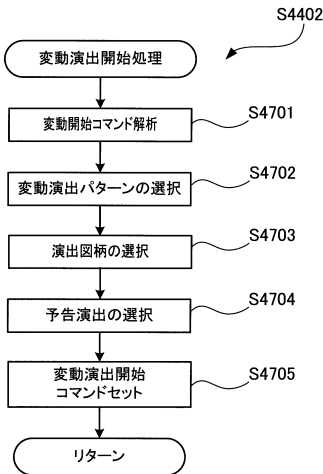 S4402
変動演出開始処理
変動開始コマンド解析
S4701
変動演出パターンの選択
S4702
演出図柄の選択
S4703
予告演出の選択
S4704
変動演出開始
コマンドセット
S4705
リターン